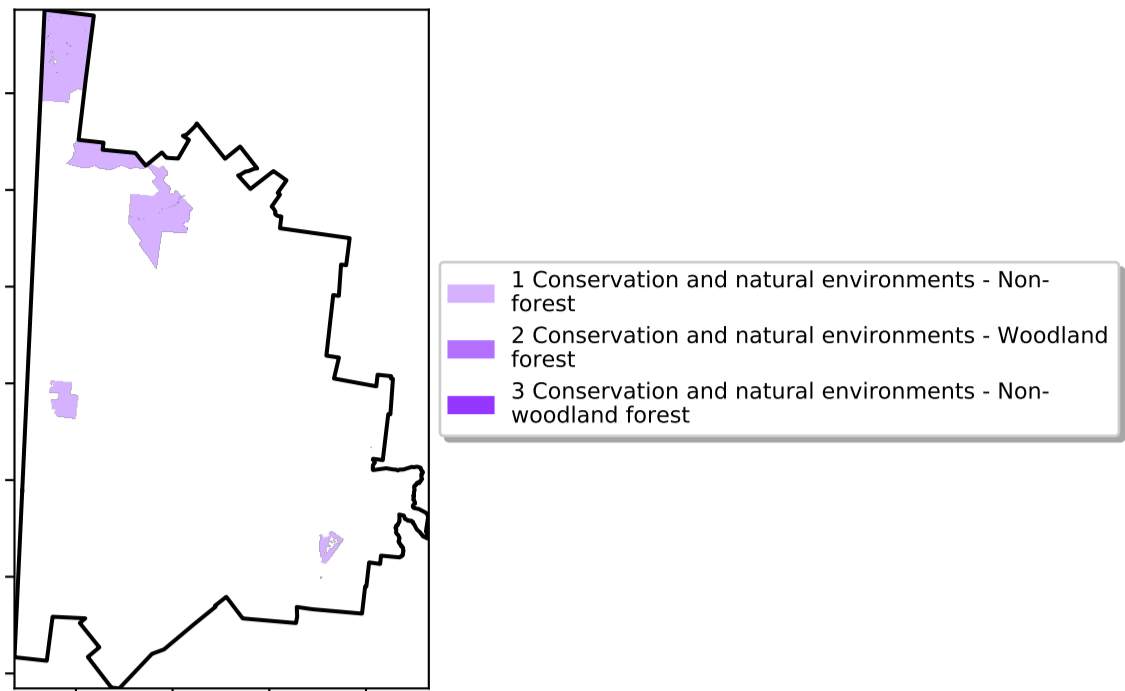 1 Conservation and natural environments - Non-
forest
2 Conservation and natural environments - Woodland
forest
3 Conservation and natural environments - Non-
woodland forest